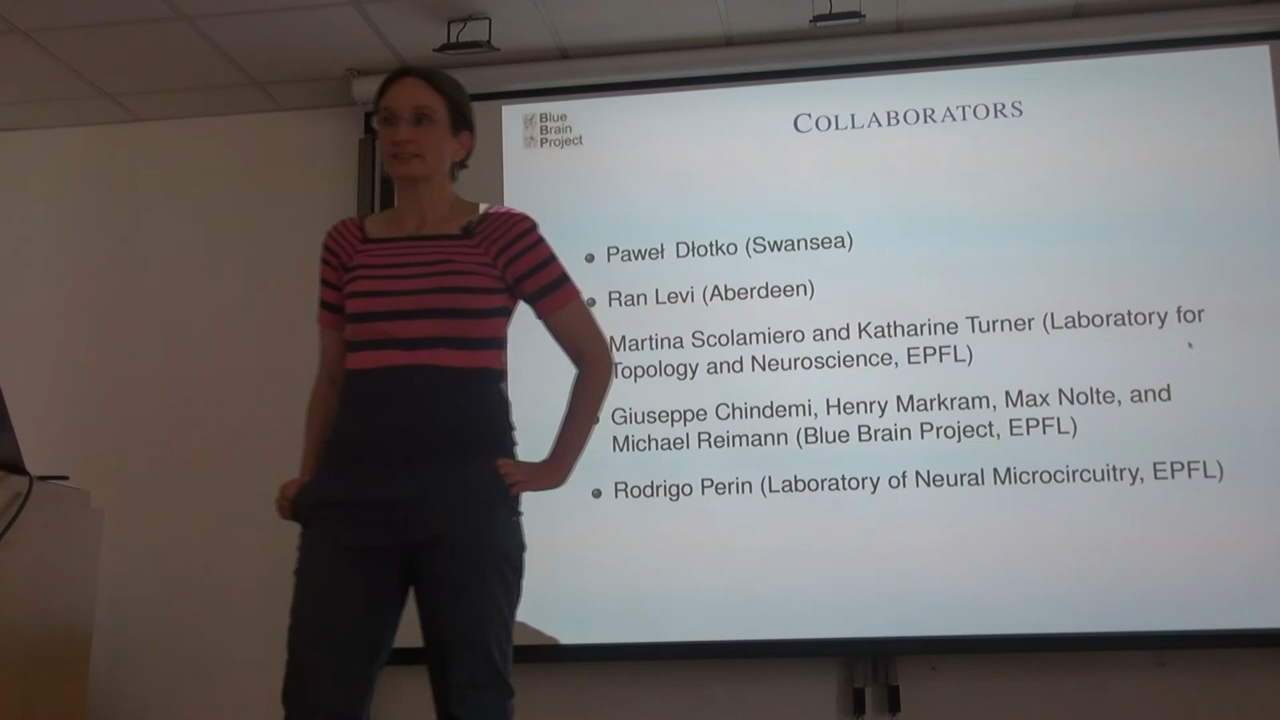 Blue
Brain
Project
COLLABORATORS
Paweł Dłotko (Swansea)
Ran Levi (Aberdeen)
Martina Scolamiero and Katharine Turner (Laboratory for
Topology and Neuroscience, EPFL)
Giuseppe Chindemi, Henry Markram, Max Nolte, and
Michael Reimann (Blue Brain Project, EPFL)
Rodrigo Perin (Laboratory of Neural Microcircuitry, EPFL)